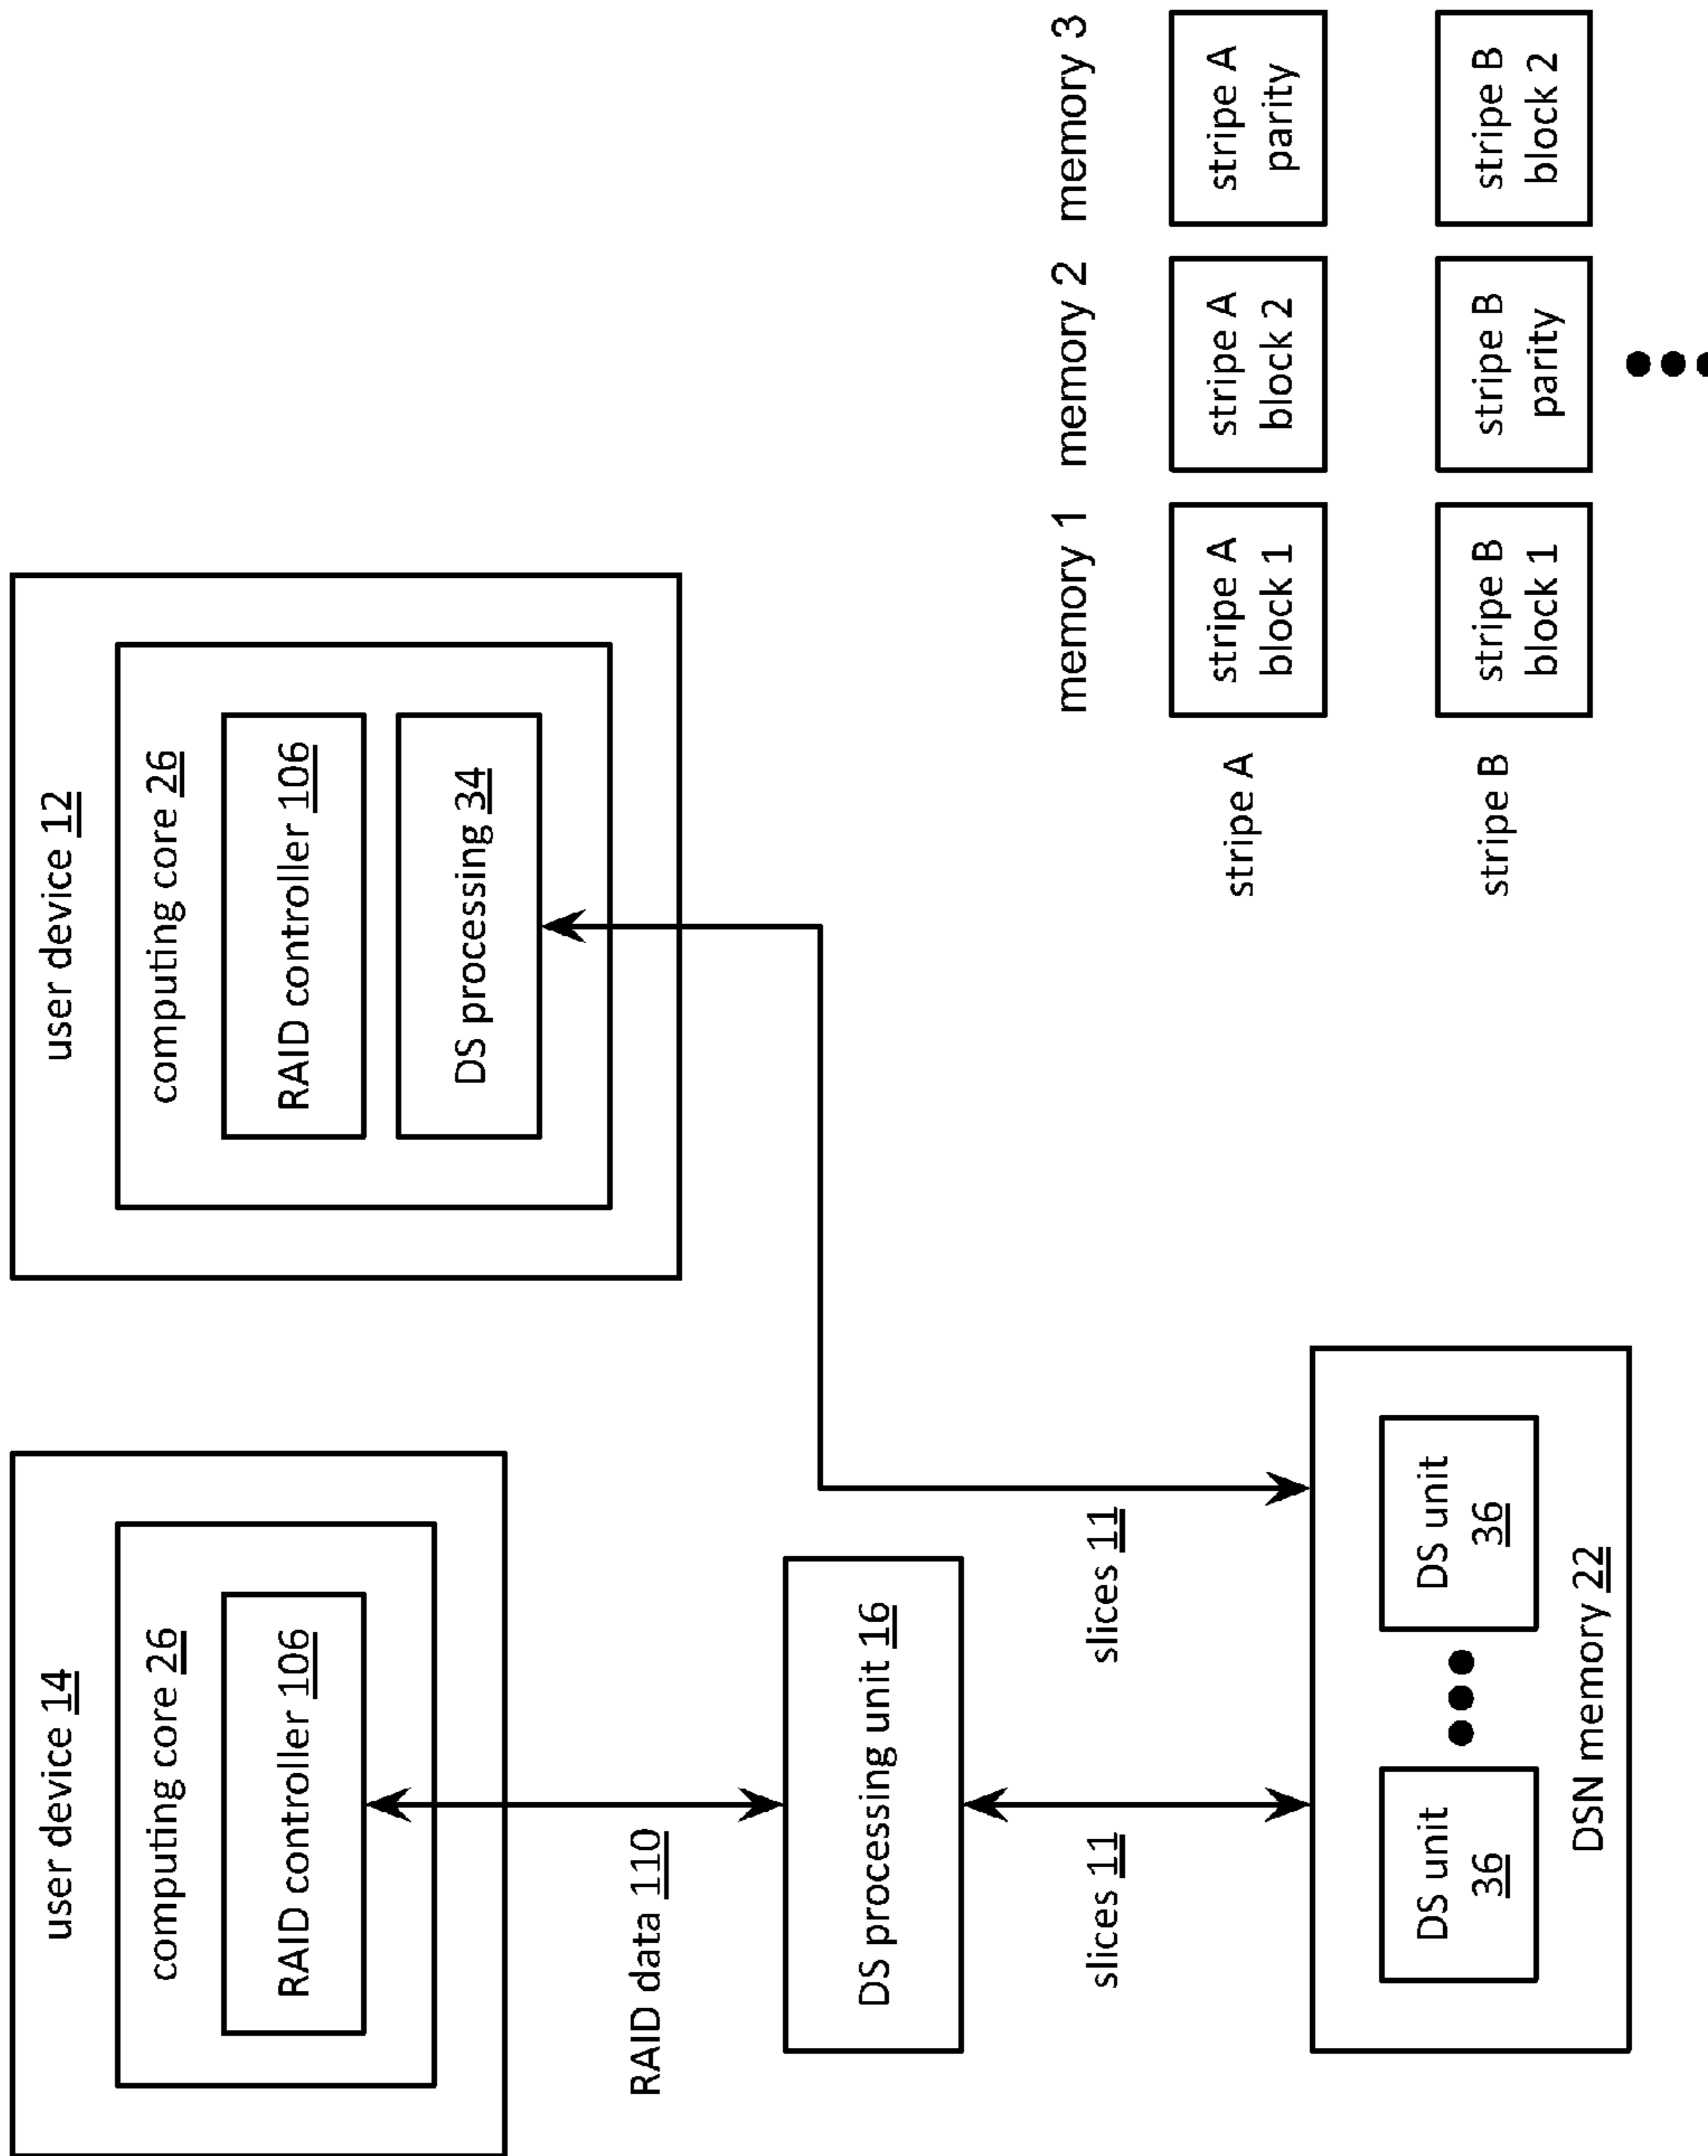 user device 14
computing core 26
RAID controller 106
RAID data 110
DS processing unit 16
slices 11
slices 11
DS unit
36
DS unit
36
DSN memory 22
user device 12
computing core 26
RAID controller 106
DS processing 34
memory 1 memory 2 memory 3
stripe A
stripe A
block 1
stripe A
block 2
stripe A
parity
stripe B
stripe B
block 1
stripe B
parity
stripe B
block 2